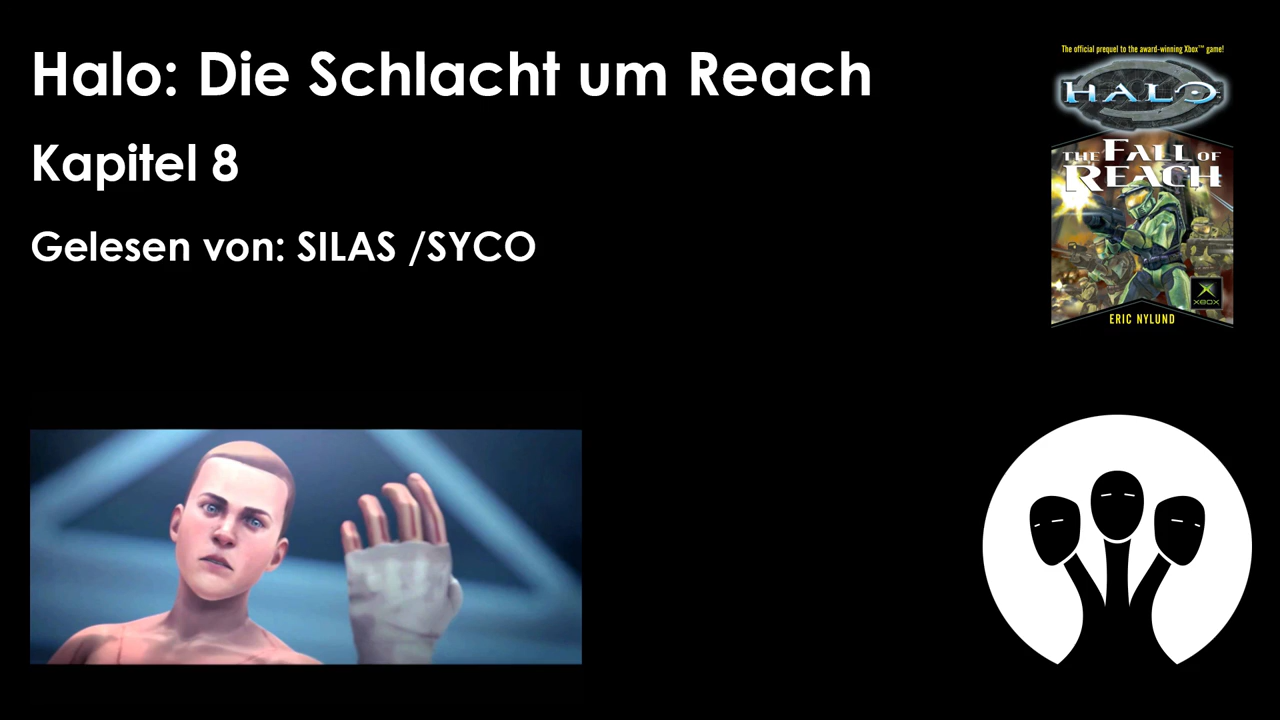 Halo: Die Schlacht um Reach
Kapitel 8
Gelesen von: SILAS /SYCO
The official prequel to the award-winning Xbox™ game!
HALO
THE FALL OF
REACH
XBOX
ERIC NYLUND